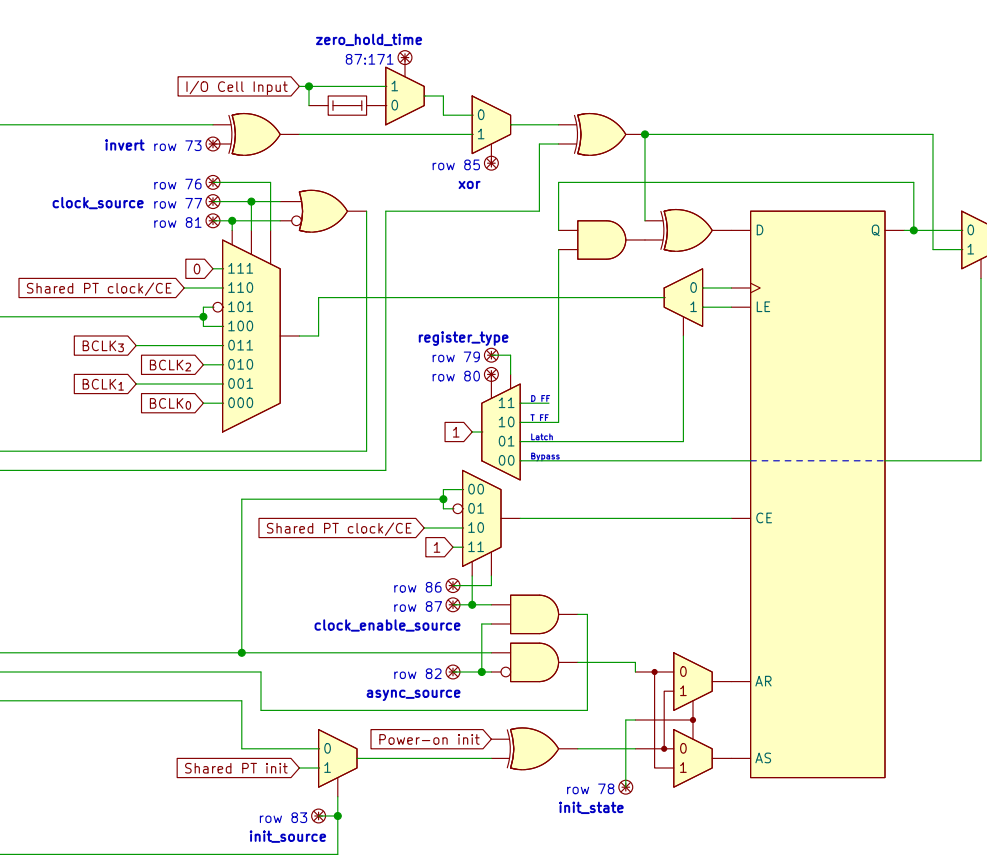 zero_hold_time
87:171
I/O Cell Input
1
0
0
1
invert row 73
row 85
xor
row 76
clock_source row 77
row 81
0
111
Shared PT clock/CE
110
101
100
BCLK3
011
BCLK2
010
BCLK1
001
BCLK0
000
D
Q
0
1
0
1
LE
register_type
row 79
row 80
1
11
D FF
10
T FF
01
Latch
00
Bypass
00
01
Shared PT clock/CE
10
1
11
CE
row 86
row 87
clock_enable_source
row 82
async_source
0
1
AR
Power-on init
0
1
Shared PT init
0
1
AS
row 78
init_state
row 83
init_source